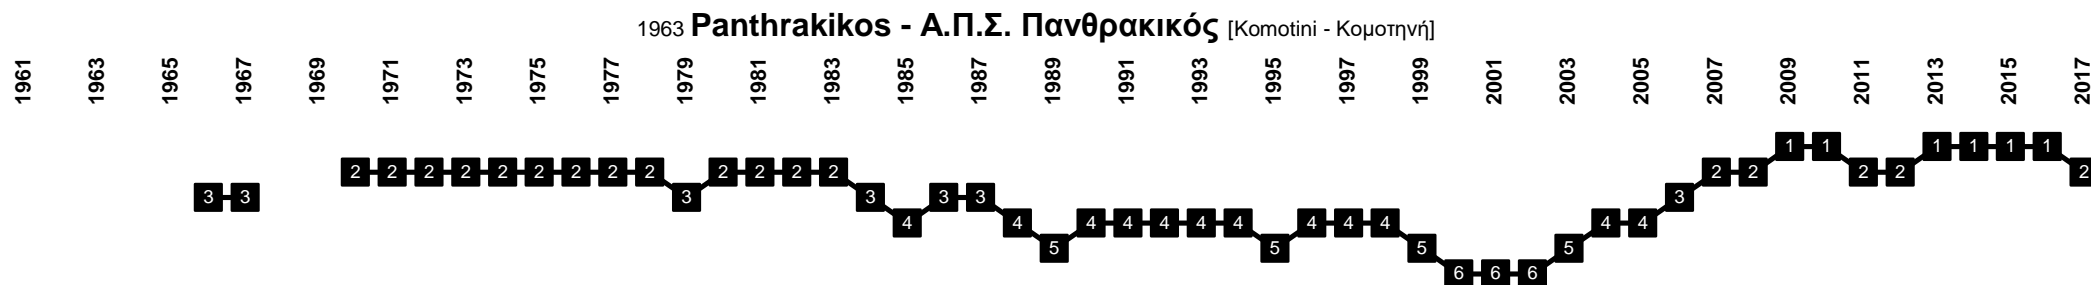 1963 Panthrakikos - Α.Π.Σ. Πανθρακικός [Komotini - Κομοτηνή]
1961 1963 1965 1967 1969 1971 1973 1975 1977 1979 1981 1983 1985 1987 1989 1991 1993 1995 1997 1999 2001 2003 2005 2007 2009 2011 2013 2015 2017
1 1 1 1 1 1
2 2 2 2 2 2 2 2 2 2 2 2 2 2 2 2 2 2
3 3 3 3 3 3 3
4 4 4 4 4 4 4 4 4 4 4 4
5 5 5 5
6 6 6